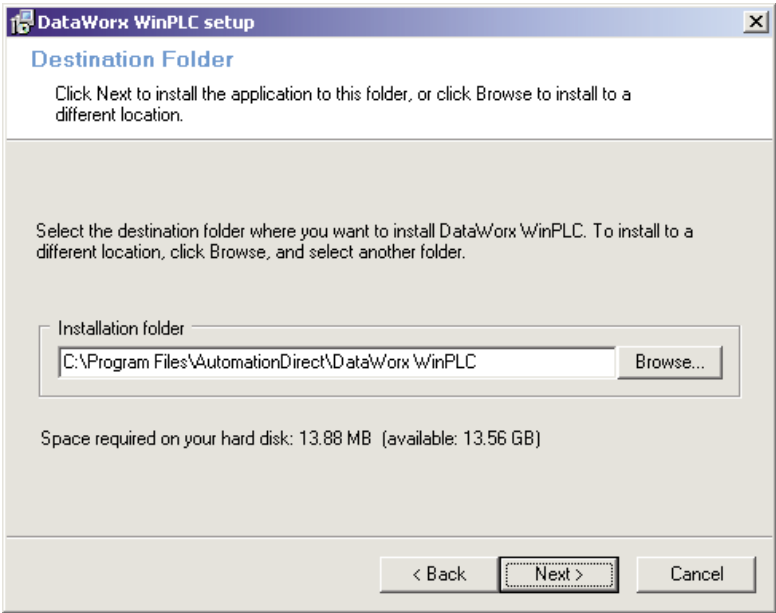 DataWorx WinPLC setup
Destination Folder
Click Next to install the application to this folder, or click Browse to install to a
different location.
Select the destination folder where you want to install DataWorx WinPLC. To install to a
different location, click Browse, and select another folder.
Installation folder
C:\Program Files\AutomationDirect\DataWorx WinPLC
Browse...
Space required on your hard disk: 13.88 MB  (available: 13.56 GB)
< Back
Next >
Cancel